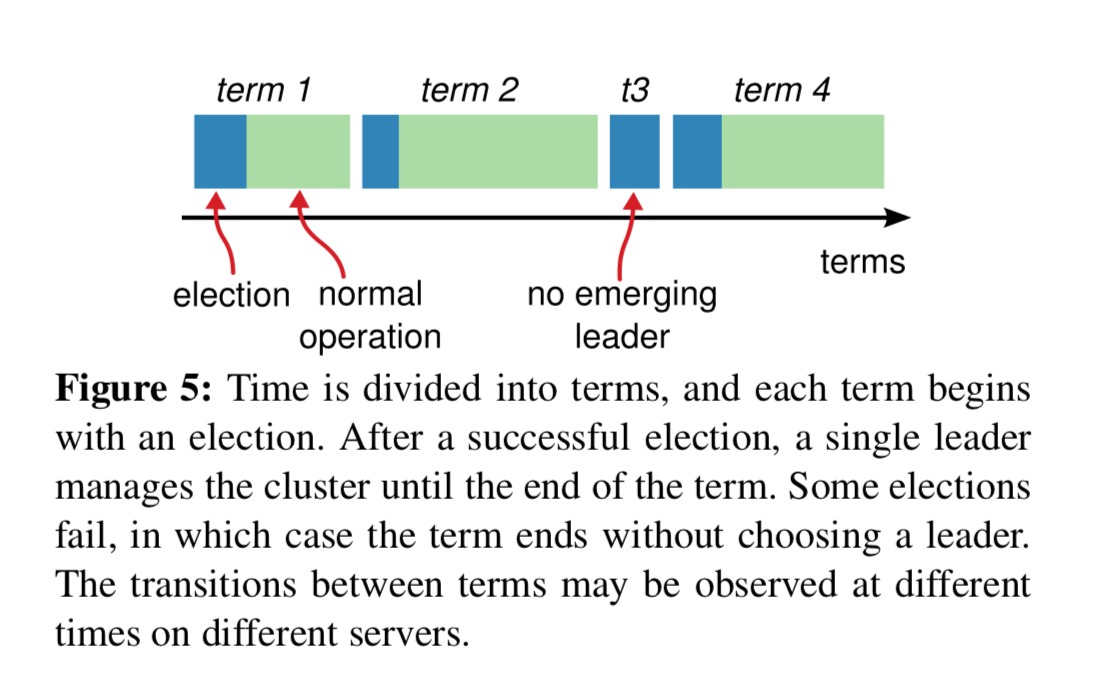 term 1 term 2 t3 term 4
terms
election normal operation no emerging leader
Figure 5: Time is divided into terms, and each term begins
with an election. After a successful election, a single leader
manages the cluster until the end of the term. Some elections
fail, in which case the term ends without choosing a leader.
The transitions between terms may be observed at different
times on different servers.